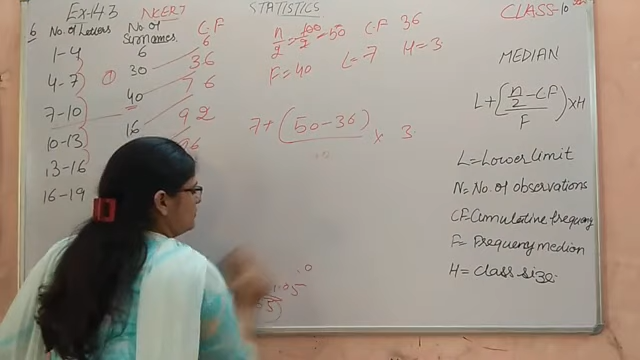 Ex-14.3 NCERT STATISTICS CLASS-10
6 No. of Letters No. of Surnames C.F
1-4 6 6
4-7 30 36
7-10 40 76
10-13 16 92
13-16
16-19
n/2 = 100/2 = 50 CF 36
F=40 L=7 H=3
7+(50-36) × 3
MEDIAN
L+(n/2-CF/F)×H
L=Lower limit
N=No. of observations
CF=Cumulative frequency
F=Frequency median
H=Class size